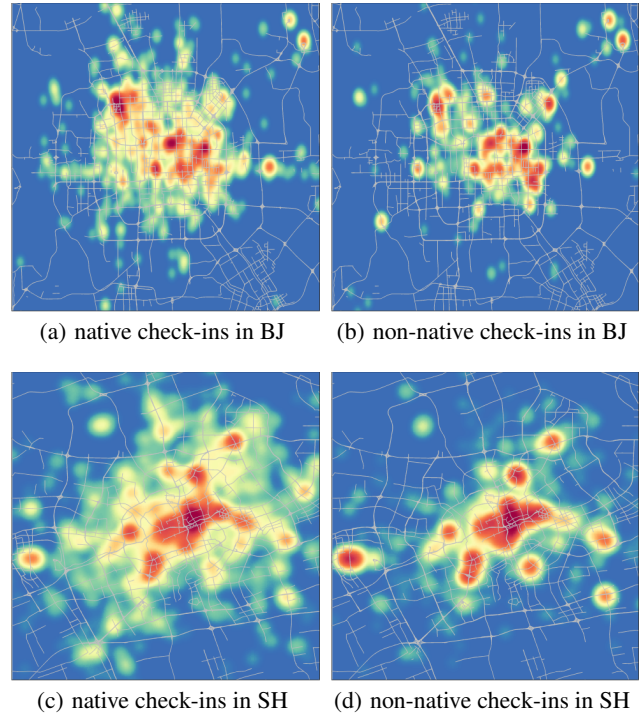 (a) native check-ins in BJ
(b) non-native check-ins in BJ
(c) native check-ins in SH
(d) non-native check-ins in SH